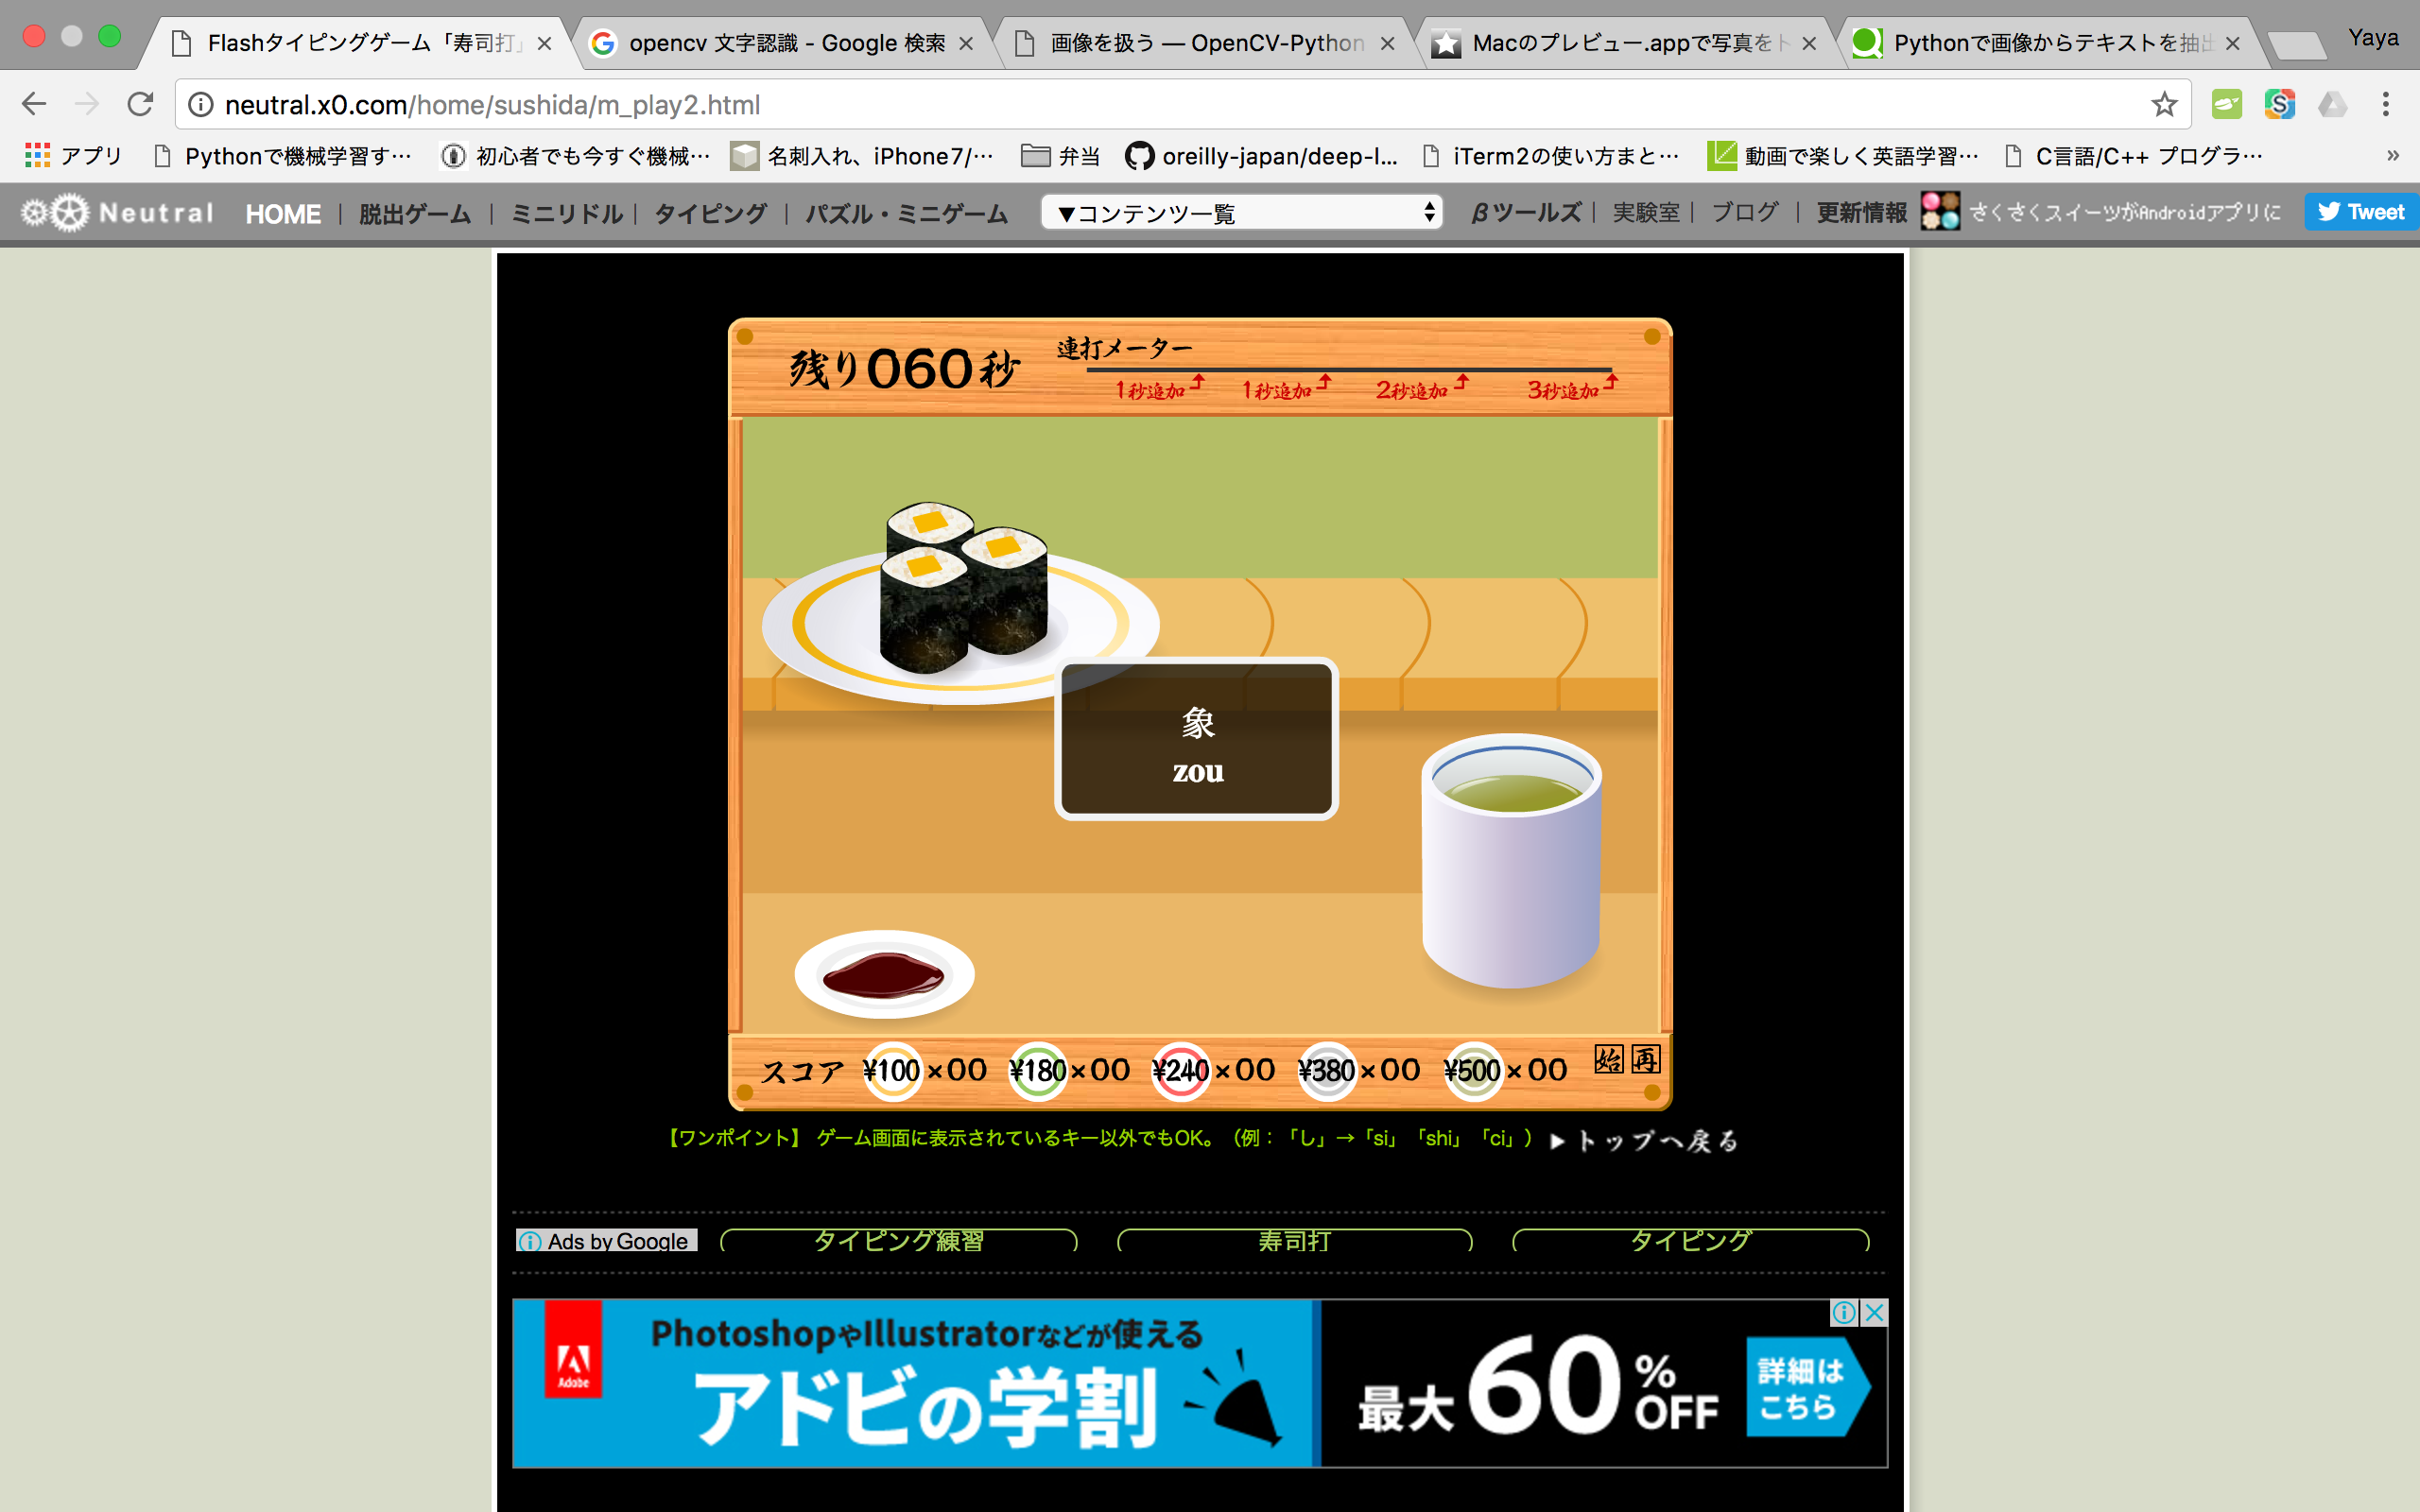 Flashタイピングゲーム「寿司打」
opencv 文字認識 - Google 検索
画像を扱う — OpenCV-Python
Macのプレビュー.appで写真をト
Pythonで画像からテキストを抽出
Yaya
neutral.x0.com/home/sushida/m_play2.html
アプリ
Pythonで機械学習す…
初心者でも今すぐ機械…
名刺入れ、iPhone7/…
弁当
oreilly-japan/deep-l…
iTerm2の使い方まと…
動画で楽しく英語学習…
C言語/C++ プログラ…
»
Neutral
HOME | 脱出ゲーム | ミニリドル | タイピング | パズル・ミニゲーム
▼コンテンツ一覧
βツールズ | 実験室 | ブログ | 更新情報
さくさくスイーツがAndroidアプリに
Tweet
残り060秒
連打メーター
1秒追加 1秒追加 2秒追加 3秒追加
象
zou
スコア ¥100×00 ¥180×00 ¥240×00 ¥380×00 ¥500×00 始 再
【ワンポイント】 ゲーム画面に表示されているキー以外でもOK。（例：「し」→「si」「shi」「ci」）
▶トップへ戻る
Ads by Google
タイピング練習
寿司打
タイピング
Adobe
PhotoshopやIllustratorなどが使える
アドビの学割
最大60%OFF
詳細は
こちら